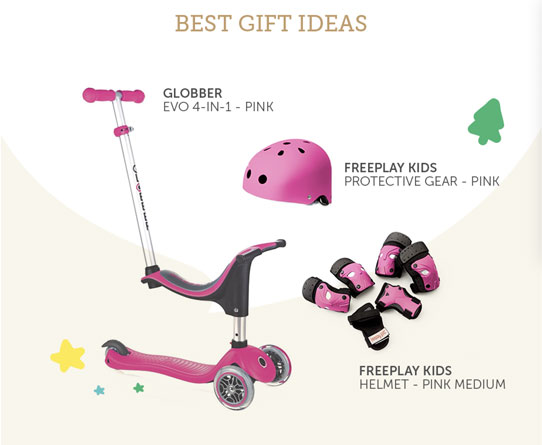 BEST GIFT IDEAS
GLOBBER
EVO 4-IN-1 - PINK
FREEPLAY KIDS
PROTECTIVE GEAR - PINK
FREEPLAY KIDS
HELMET - PINK MEDIUM